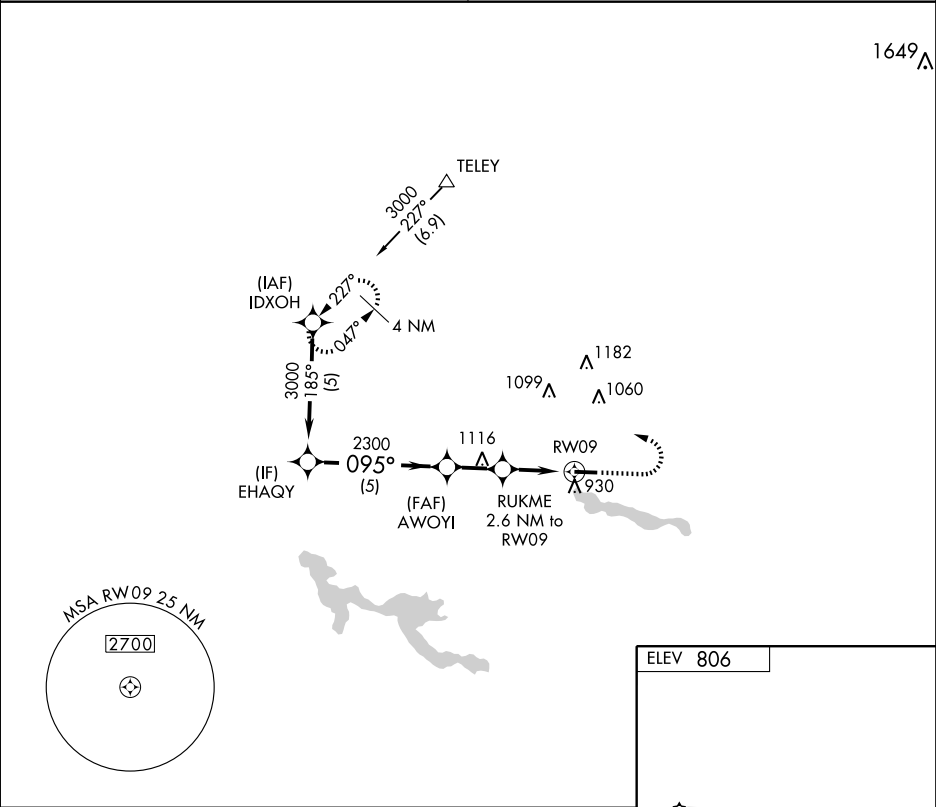 1649
TELEY
3000
227°
(6.9)
(IAF)
IDXOH
227°
047°
4 NM
3000
185°
(5)
1182
1099
1060
(IF)
EHAQY
2300
095°
(5)
1116
(FAF)
AWOYI
RUKME
2.6 NM to
RW09
RW09
930
MSA RW09 25 NM
2700
ELEV 806